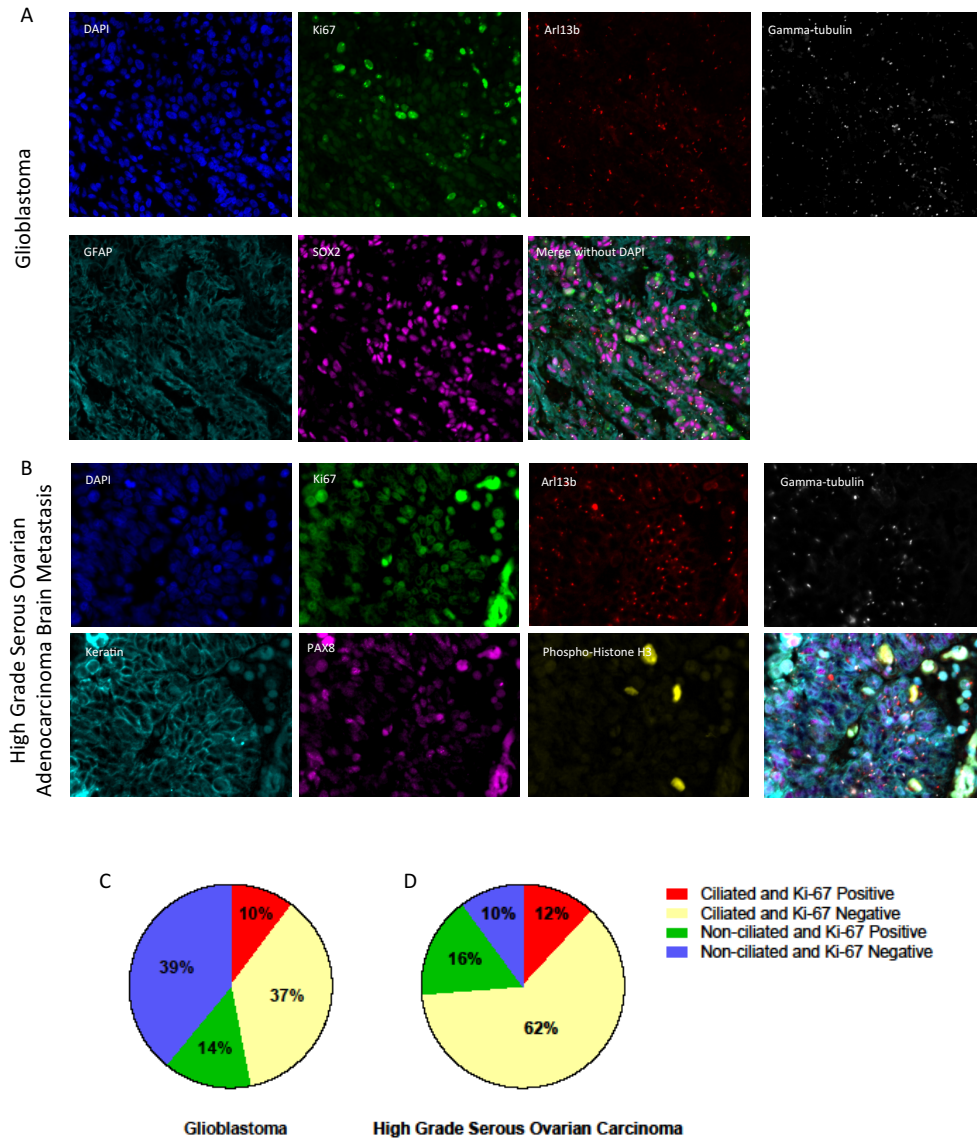 A
DAPI
Ki67
Arl13b
Gamma-tubulin
Glioblastoma
GFAP
SOX2
Merge without DAPI
B
High Grade Serous Ovarian
Adenocarcinoma Brain Metastasis
DAPI
Ki67
Arl13b
Gamma-tubulin
Keratin
PAX8
Phospho-Histone H3
C
10%
37%
14%
39%
Glioblastoma
D
12%
62%
16%
10%
High Grade Serous Ovarian Carcinoma
Ciliated and Ki-67 Positive
Ciliated and Ki-67 Negative
Non-ciliated and Ki-67 Positive
Non-ciliated and Ki-67 Negative